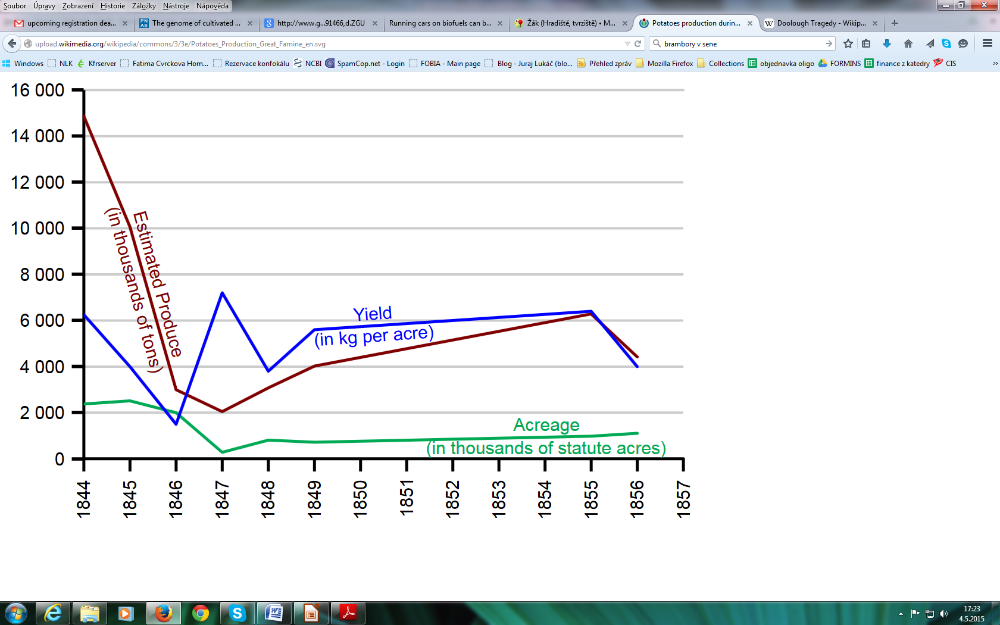 Soubor Úpravy Zobrazení Historie Záložky Nástroje Nápověda
upcoming registration dea... The genome of cultivated ... http://www.g...91466,d.ZGU Running cars on biofuels can b... Žák (Hradiště, tvrziště) • M... Potatoes production durin... Doolough Tragedy - Wikip...
upload.wikimedia.org/wikipedia/commons/3/3e/Potatoes_Production_Great_Famine_en.svg brambory v sene
Windows NLK Kfrserver Fatima Cvrckova Hom... Rezervace konfokálu NCBI SpamCop.net - Login FOBIA - Main page Blog - Juraj Lukáč (blo... Přehled zpráv Mozilla Firefox Collections objednavka oligo FORMINS finance z katedry CIS »
16 000
14 000
12 000
10 000
8 000
6 000
4 000
2 000
0
Estimated Produce
(in thousands of tons)
Yield
(in kg per acre)
Acreage
(in thousands of statute acres)
1844 1845 1846 1847 1848 1849 1850 1851 1852 1853 1854 1855 1856 1857
17:23
4.5.2015